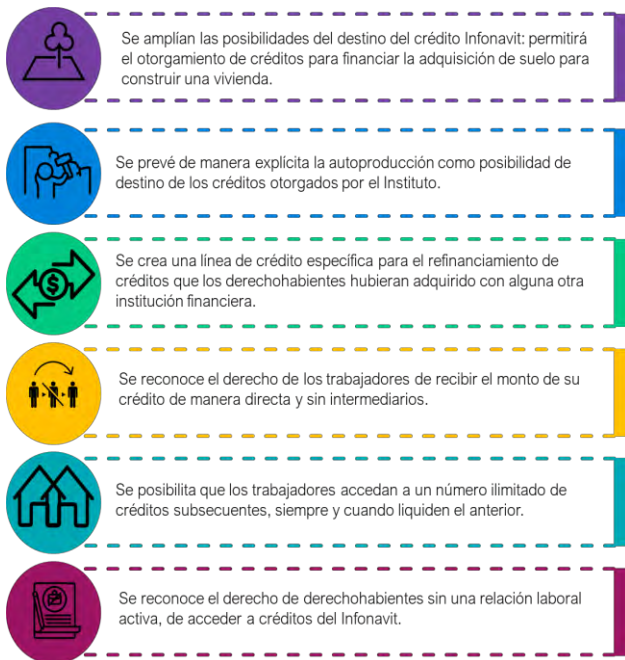 Se amplían las posibilidades del destino del crédito Infonavit: permitirá
el otorgamiento de créditos para financiar la adquisición de suelo para
construir una vivienda.
Se prevé de manera explícita la autoproducción como posibilidad de
destino de los créditos otorgados por el Instituto.
Se crea una línea de crédito específica para el refinanciamiento de
créditos que los derechohabientes hubieran adquirido con alguna otra
institución financiera.
$
Se reconoce el derecho de los trabajadores de recibir el monto de su
crédito de manera directa y sin intermediarios.
Se posibilita que los trabajadores accedan a un número ilimitado de
créditos subsecuentes, siempre y cuando liquiden el anterior.
Se reconoce el derecho de derechohabientes sin una relación laboral
activa, de acceder a créditos del Infonavit.